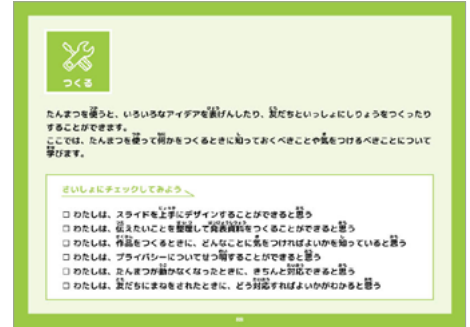 つくる
たんまつを使うと、いろいろなアイデアを表げんしたり、友だちといっしょにしりょうをつくったり
することができます。
ここでは、たんまつを使って何かをつくるときに知っておくべきことや気をつけるべきことについて
学びます。
さいしょにチェックしてみよう
□ わたしは、スライドを上手にデザインすることができると思う
□ わたしは、伝えたいことを整理して発表資料をつくることができると思う
□ わたしは、作品をつくるときに、どんなことに気をつければよいかを知っていると思う
□ わたしは、プライバシーについてせつ明することができると思う
□ わたしは、たんまつが動かなくなったときに、きちんと対応できると思う
□ わたしは、友だちにまねをされたときに、どう対応すればよいかがわかると思う